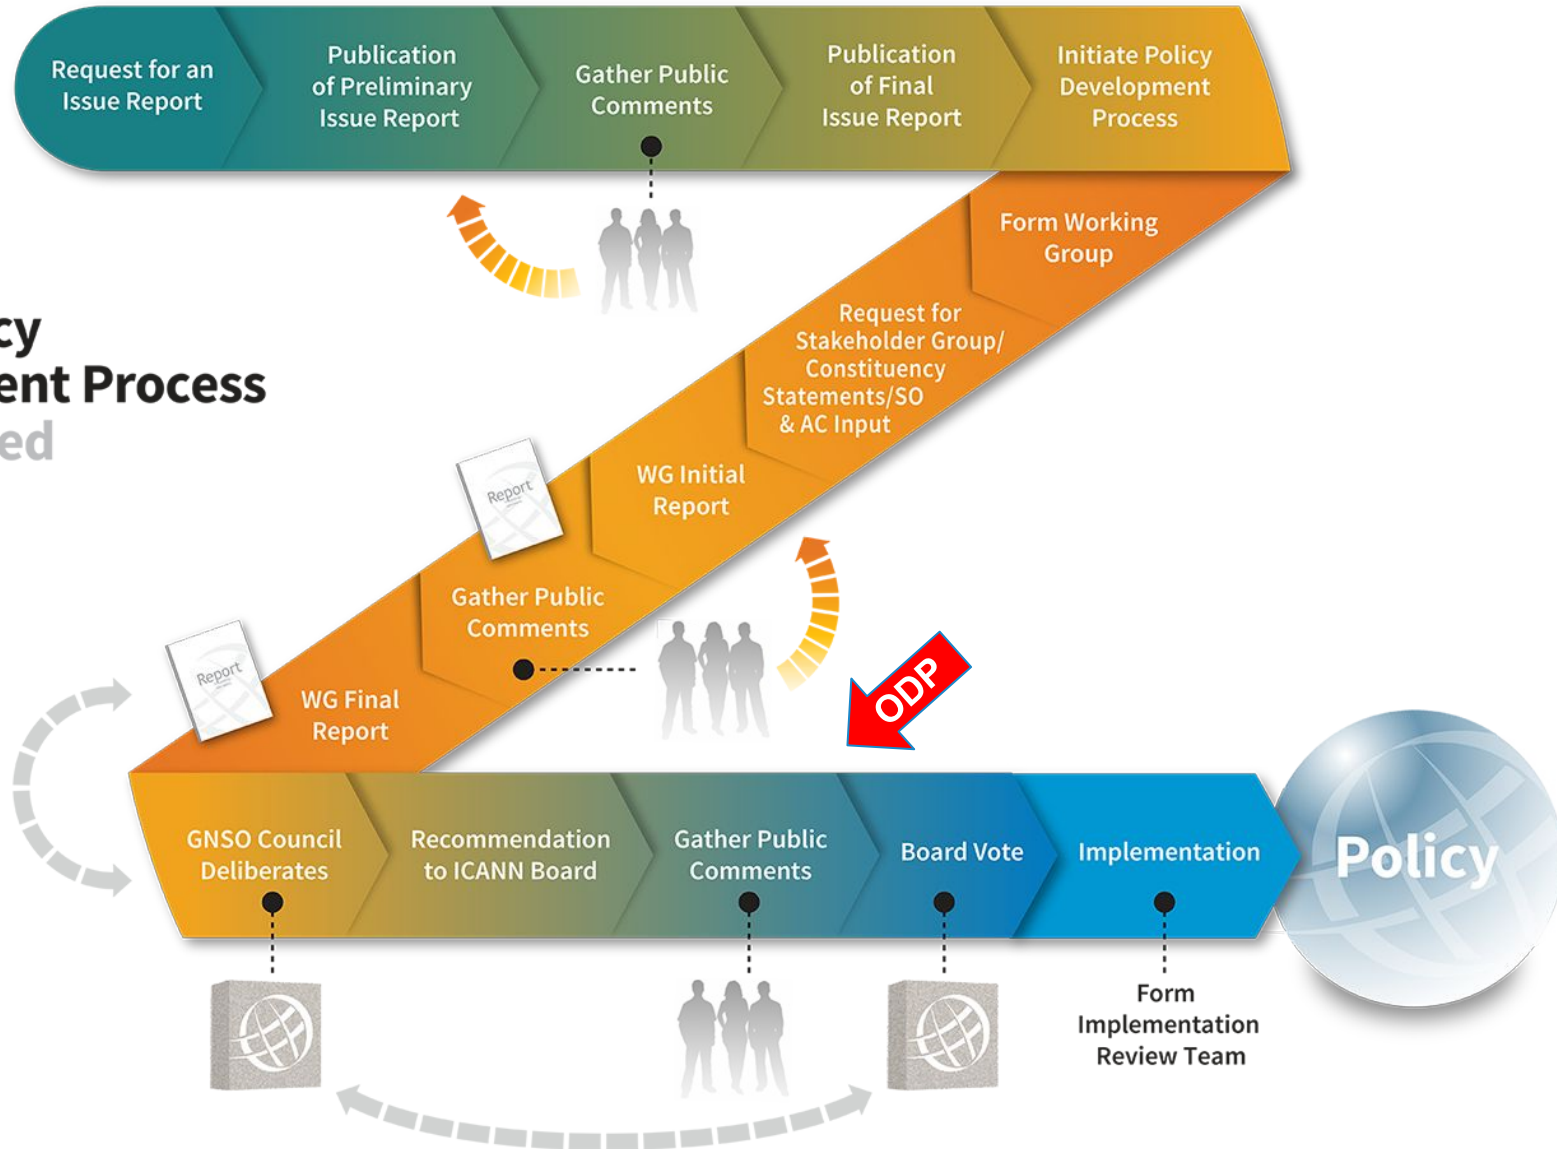 Request for an
Issue Report
Publication
of Preliminary
Issue Report
Gather Public
Comments
Publication
of Final
Issue Report
Initiate Policy
Development
Process
Form Working
Group
Request for
Stakeholder Group/
Constituency
Statements/SO
& AC Input
cy
ent Process
ed
WG Initial
Report
Report
Gather Public
Comments
Report
WG Final
Report
ODP
GNSO Council
Deliberates
Recommendation
to ICANN Board
Gather Public
Comments
Board Vote
Implementation
Policy
Form
Implementation
Review Team